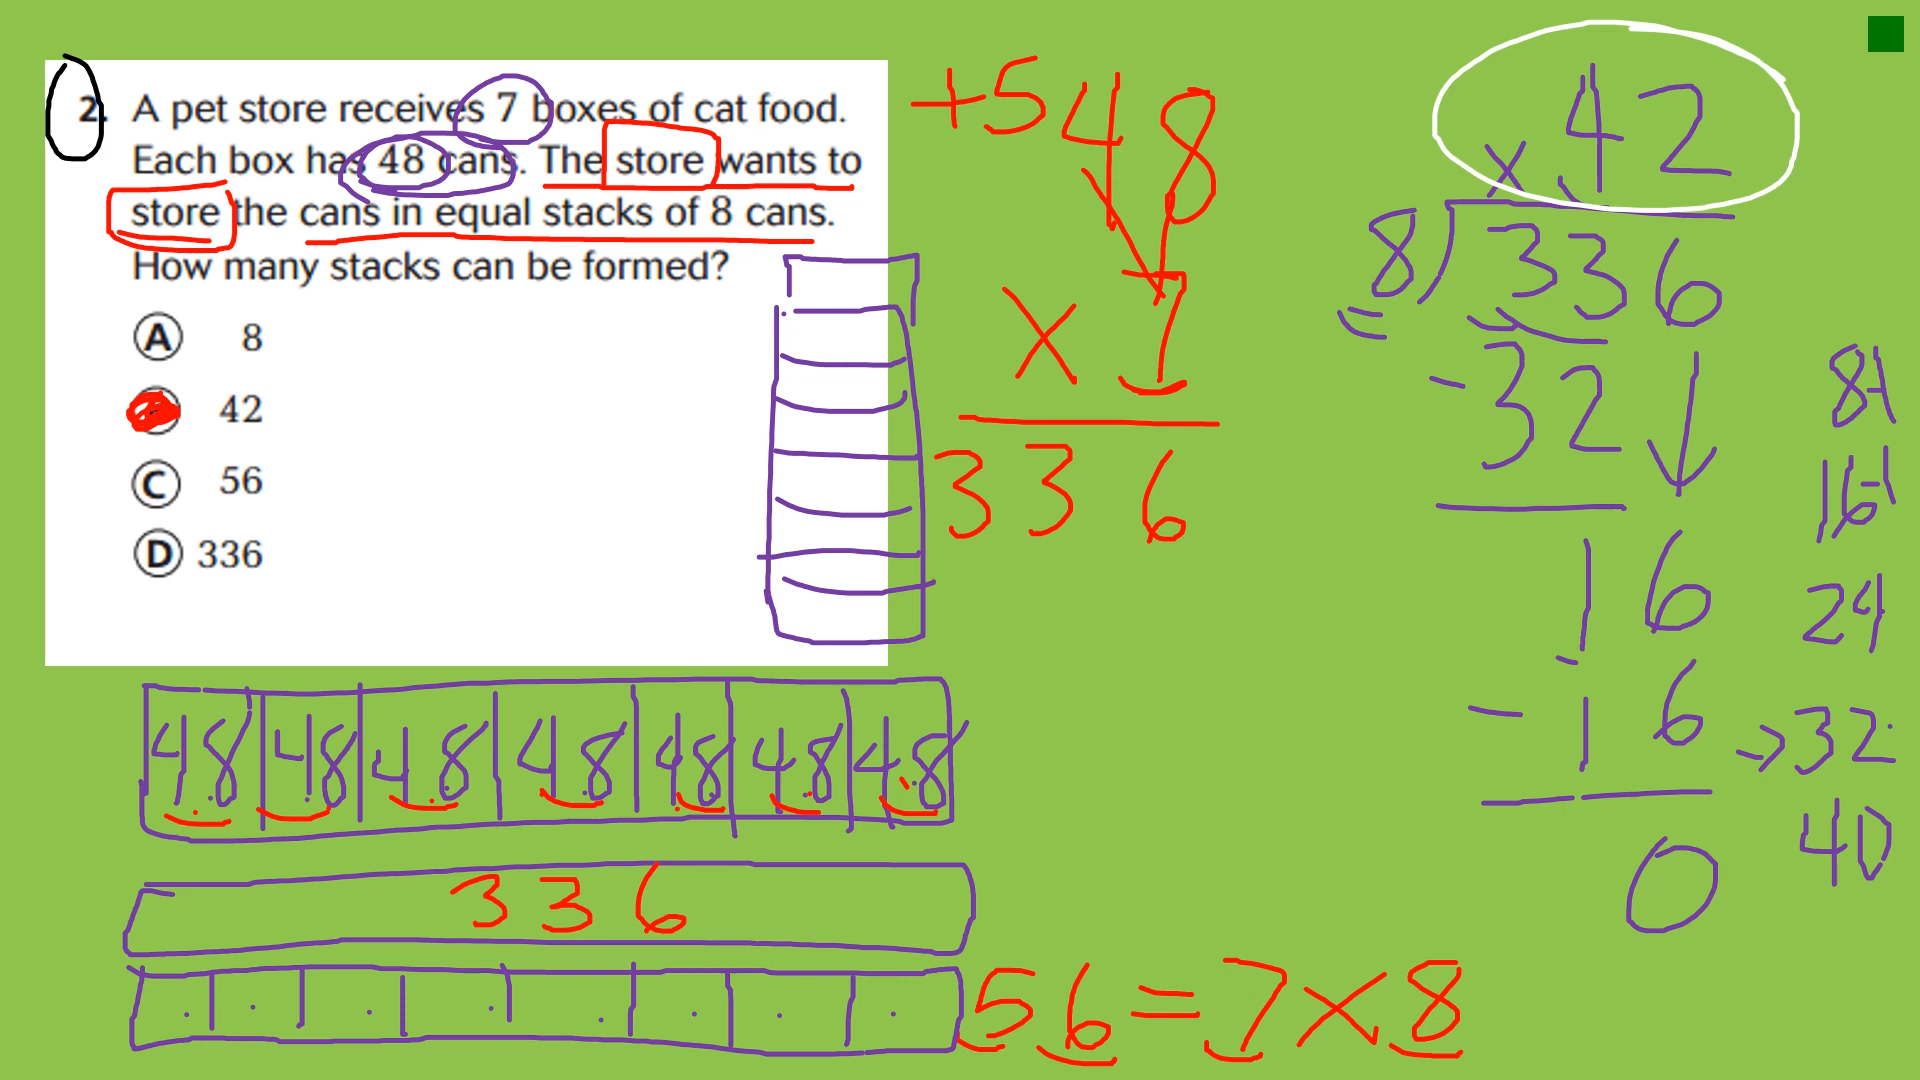 2. A pet store receives 7 boxes of cat food.
Each box has 48 cans. The store wants to
store the cans in equal stacks of 8 cans.
How many stacks can be formed?
A 8
42
C 56
D 336
+5 48
x 7
336
x 42
8)336
-32
16
-16
0
8-1
16-1
24
->32
40
48 48 48 48 48 48 48
336
56=7x8